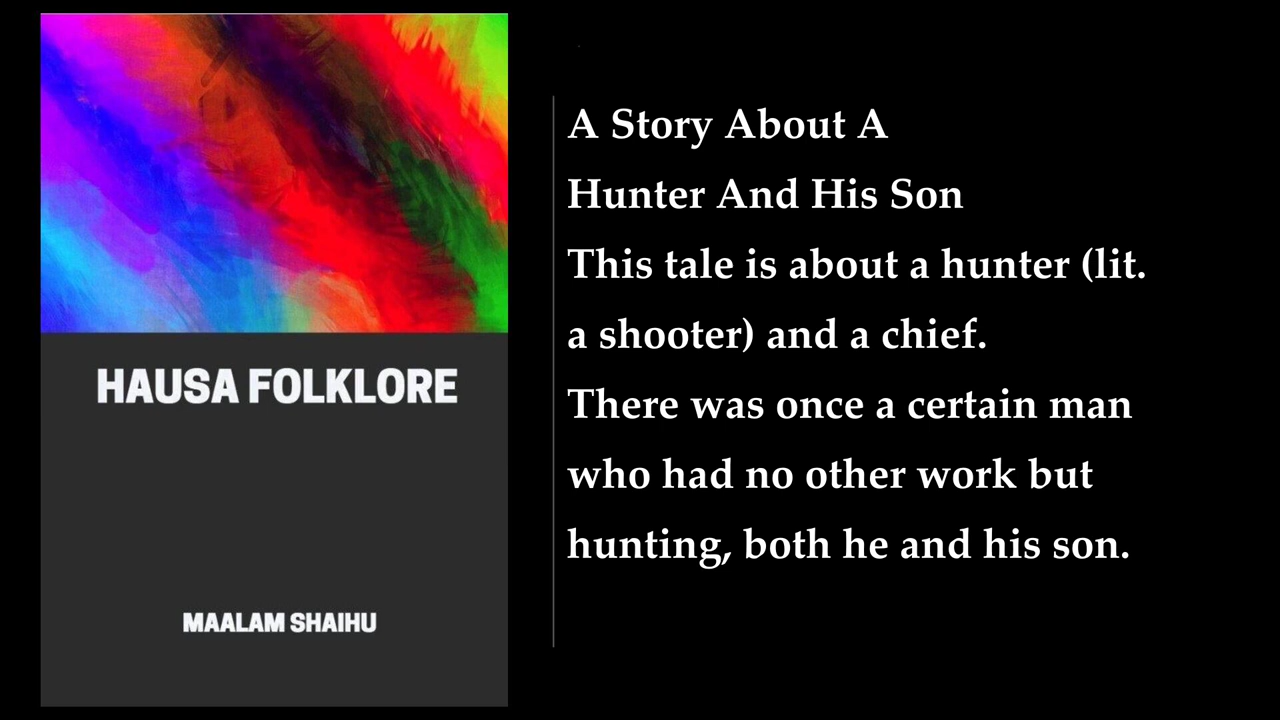 HAUSA FOLKLORE
MAALAM SHAIHU
A Story About A
Hunter And His Son
This tale is about a hunter (lit.
a shooter) and a chief.
There was once a certain man
who had no other work but
hunting, both he and his son.